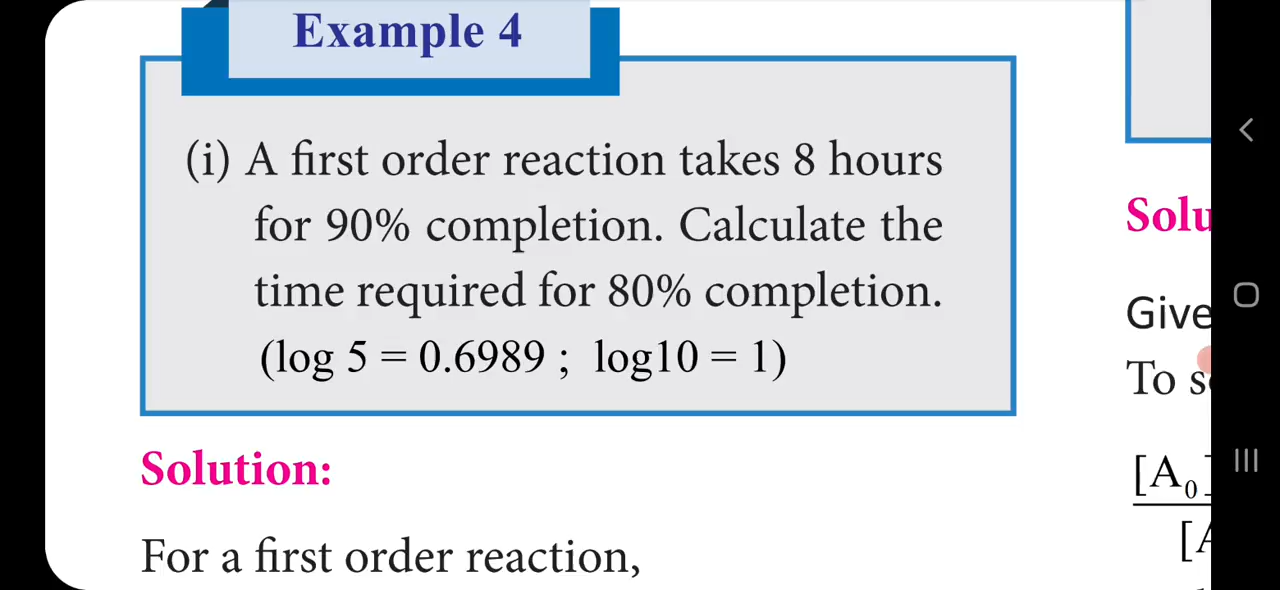 Example 4
(i) A first order reaction takes 8 hours
for 90% completion. Calculate the
time required for 80% completion.
(log 5 = 0.6989 ; log10 = 1)
Solution:
For a first order reaction,
Solu
Give
To s
[A₀]
[A